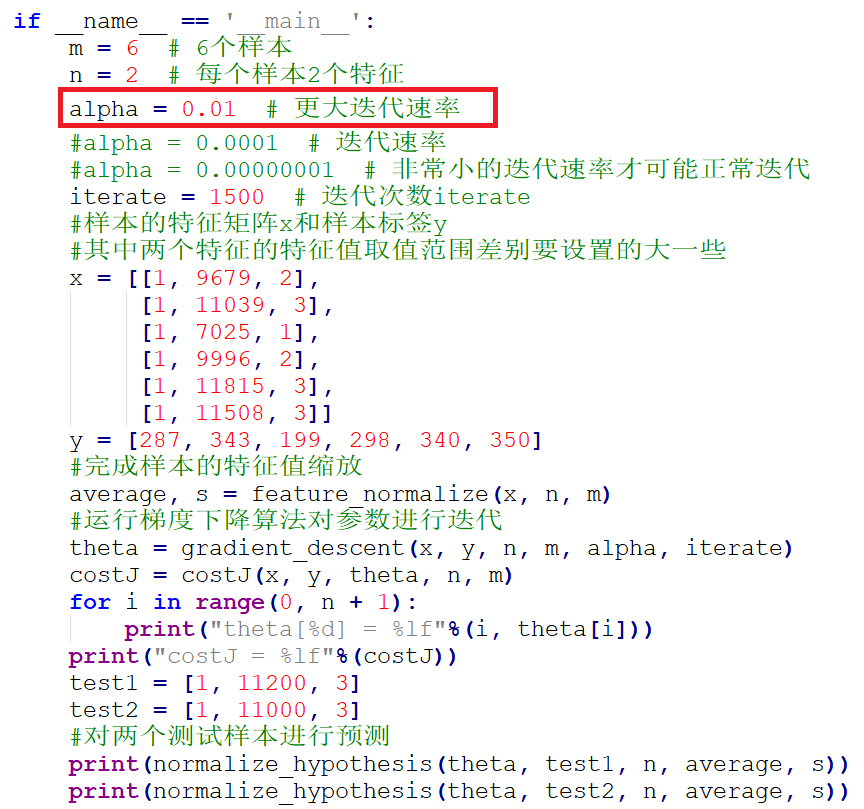 if __name__ == '__main__':
    m = 6  # 6个样本
    n = 2  # 每个样本2个特征
    alpha = 0.01  # 更大迭代速率
    #alpha = 0.0001  # 迭代速率
    #alpha = 0.00000001  # 非常小的迭代速率才可能正常迭代
    iterate = 1500  # 迭代次数iterate
    #样本的特征矩阵x和样本标签y
    #其中两个特征的特征值取值范围差别要设置的大一些
    x = [[1, 9679, 2],
         [1, 11039, 3],
         [1, 7025, 1],
         [1, 9996, 2],
         [1, 11815, 3],
         [1, 11508, 3]]
    y = [287, 343, 199, 298, 340, 350]
    #完成样本的特征值缩放
    average, s = feature_normalize(x, n, m)
    #运行梯度下降算法对参数进行迭代
    theta = gradient_descent(x, y, n, m, alpha, iterate)
    costJ = costJ(x, y, theta, n, m)
    for i in range(0, n + 1):
        print("theta[%d] = %lf"%(i, theta[i]))
    print("costJ = %lf"%(costJ))
    test1 = [1, 11200, 3]
    test2 = [1, 11000, 3]
    #对两个测试样本进行预测
    print(normalize_hypothesis(theta, test1, n, average, s))
    print(normalize_hypothesis(theta, test2, n, average, s))